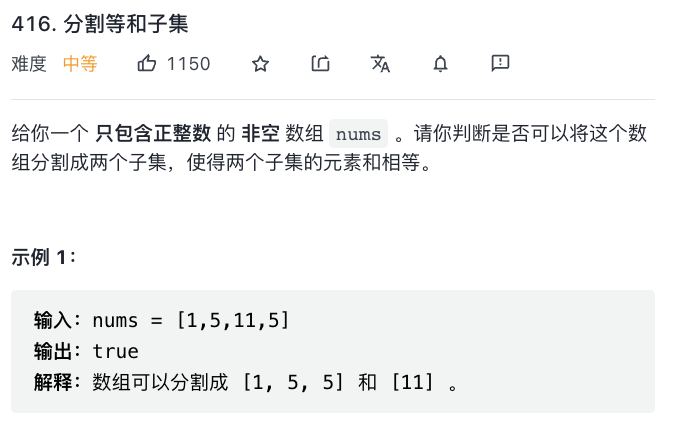 416. 分割等和子集
难度 中等 1150
给你一个 只包含正整数 的 非空 数组 nums 。请你判断是否可以将这个数
组分割成两个子集，使得两个子集的元素和相等。
示例 1：
输入：nums = [1,5,11,5]
输出：true
解释：数组可以分割成 [1, 5, 5] 和 [11] 。